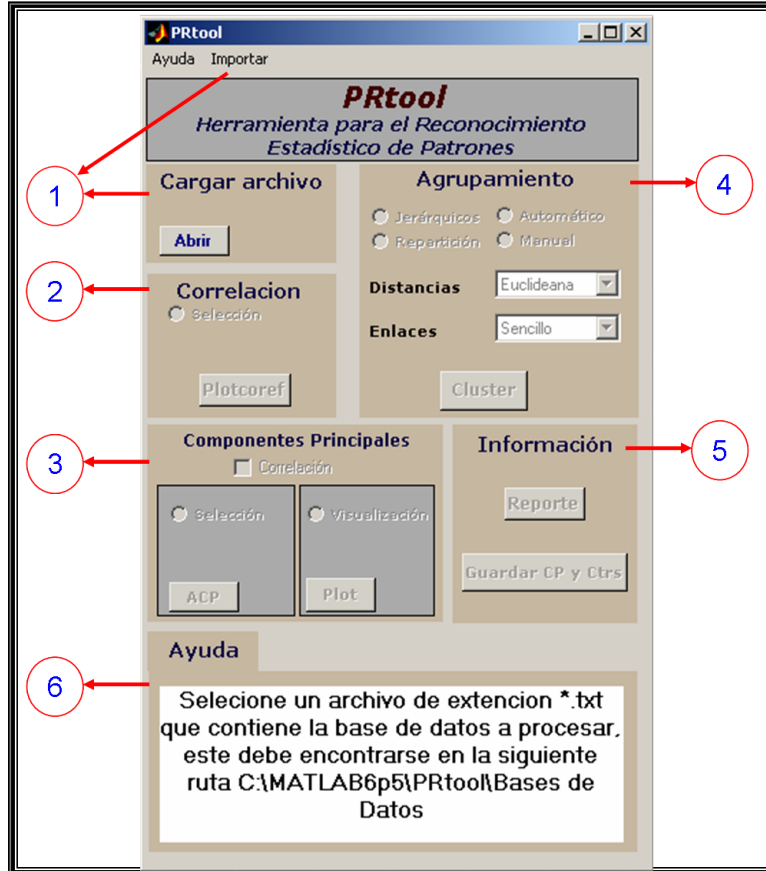 PRtool
Ayuda Importar
PRtool
Herramienta para el Reconocimiento
Estadístico de Patrones
1
Cargar archivo
Abrir
2
Correlacion
Selección
Plotcoref
Agrupamiento
4
Jerárquicos Automático
Repartición Manual
Distancias Euclideana
Enlaces Sencillo
Cluster
3
Componentes Principales
Correlación
Selección
ACP
Visualización
Plot
Información
5
Reporte
Guardar CP y Ctrs
6
Ayuda
Selecione un archivo de extencion *.txt
que contiene la base de datos a procesar,
este debe encontrarse en la siguiente
ruta C:\MATLAB6p5\PRtool\Bases de
Datos